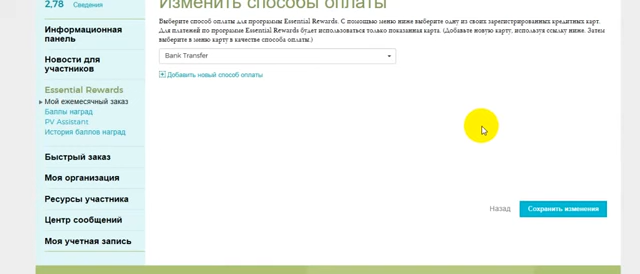 2,78 Сведения
Информационная
панель
Новости для
участников
Essential Rewards
Мой ежемесячный заказ
Баллы наград
PV Assistant
История баллов наград
Быстрый заказ
Моя организация
Ресурсы участника
Центр сообщений
Моя учетная запись
Изменить способы оплаты
Выберите способ оплаты для программы Essential Rewards. С помощью меню ниже выберите одну из своих зарегистрированных кредитных карт.
Для платежей по программе Essential Rewards будет использоваться только показанная карта. (Добавьте новую карту, используя ссылку ниже. Затем
выберите в меню карту в качестве способа оплаты.)
Bank Transfer
Добавить новый способ оплаты
Назад
Сохранить изменения